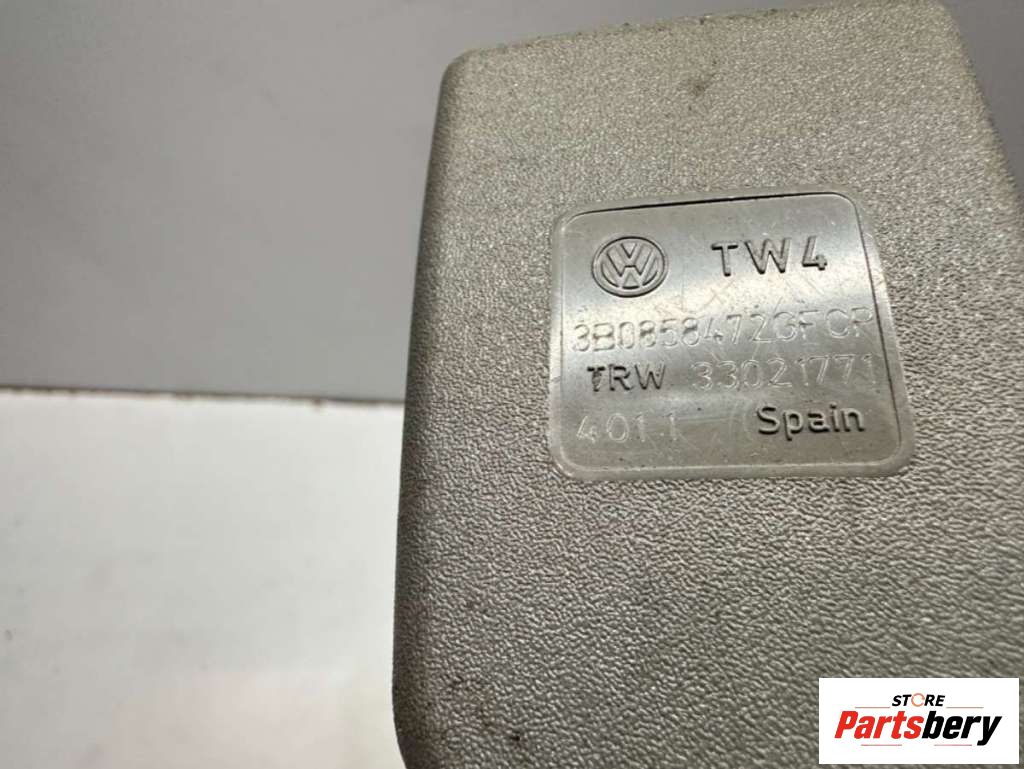 TW4
3B0858472GFCP
TRW 33021771
401 1 Spain
STORE
Partsbery